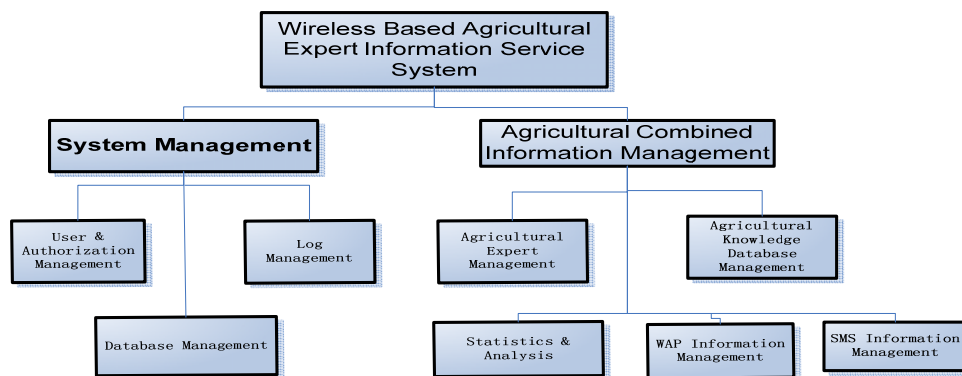 Wireless Based Agricultural
Expert Information Service
System
System Management
Agricultural Combined
Information Management
User &
Authorization
Management
Log
Management
Agricultural
Expert
Management
Agricultural
Knowledge
Database
Management
Database Management
Statistics &
Analysis
WAP Information
Management
SMS Information
Management